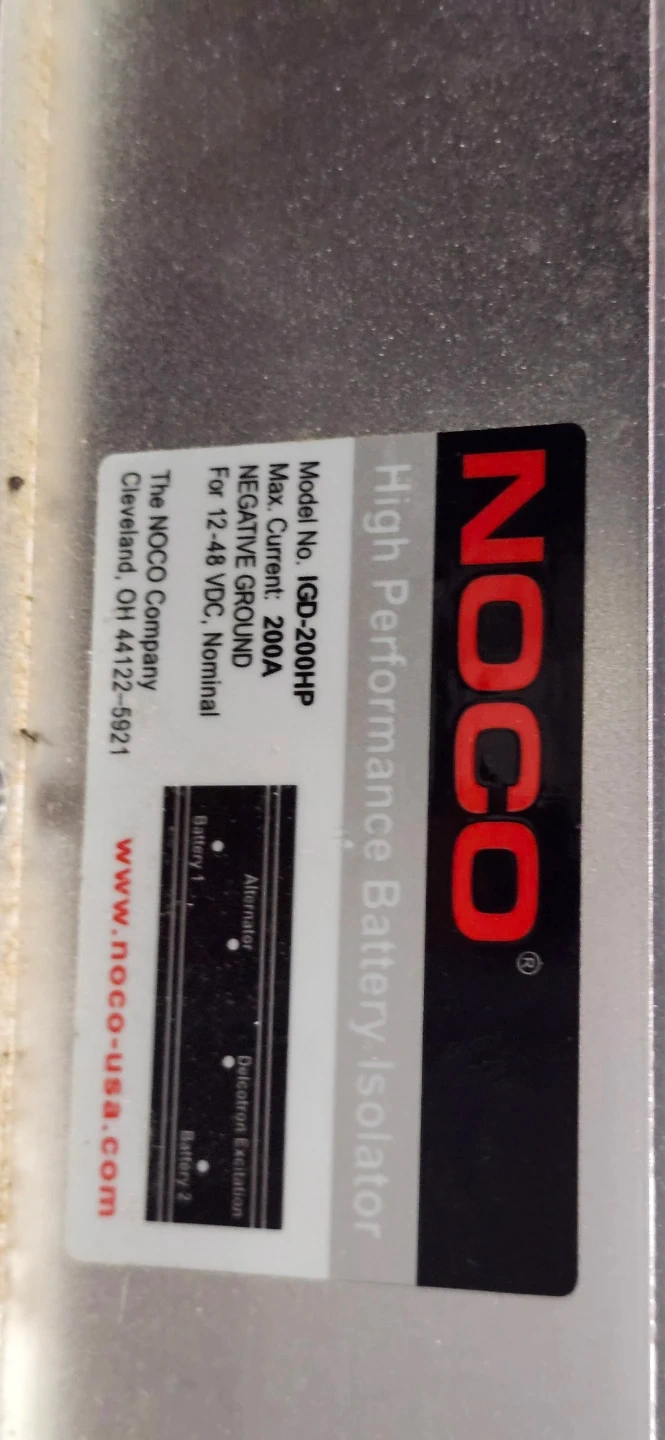 NOCO®
High Performance Battery Isolator
Model No. IGD-200HP
Max. Current: 200A
NEGATIVE GROUND
For 12-48 VDC, Nominal
The NOCO Company
Cleveland, OH 44122-5921
Alternator
Delcotron Excitation
Battery 1
Battery 2
www.noco-usa.com